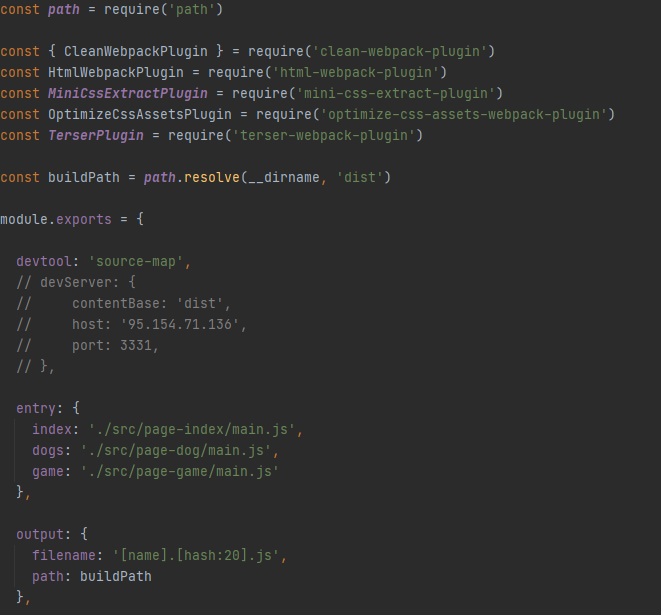 const path = require('path')
const { CleanWebpackPlugin } = require('clean-webpack-plugin')
const HtmlWebpackPlugin = require('html-webpack-plugin')
const MiniCssExtractPlugin = require('mini-css-extract-plugin')
const OptimizeCssAssetsPlugin = require('optimize-css-assets-webpack-plugin')
const TerserPlugin = require('terser-webpack-plugin')
const buildPath = path.resolve(__dirname, 'dist')
module.exports = {
devtool: 'source-map',
// devServer: {
//     contentBase: 'dist',
//     host: '95.154.71.136',
//     port: 3331,
// },
entry: {
index: './src/page-index/main.js',
dogs: './src/page-dog/main.js',
game: './src/page-game/main.js'
},
output: {
filename: '[name].[hash:20].js',
path: buildPath
},